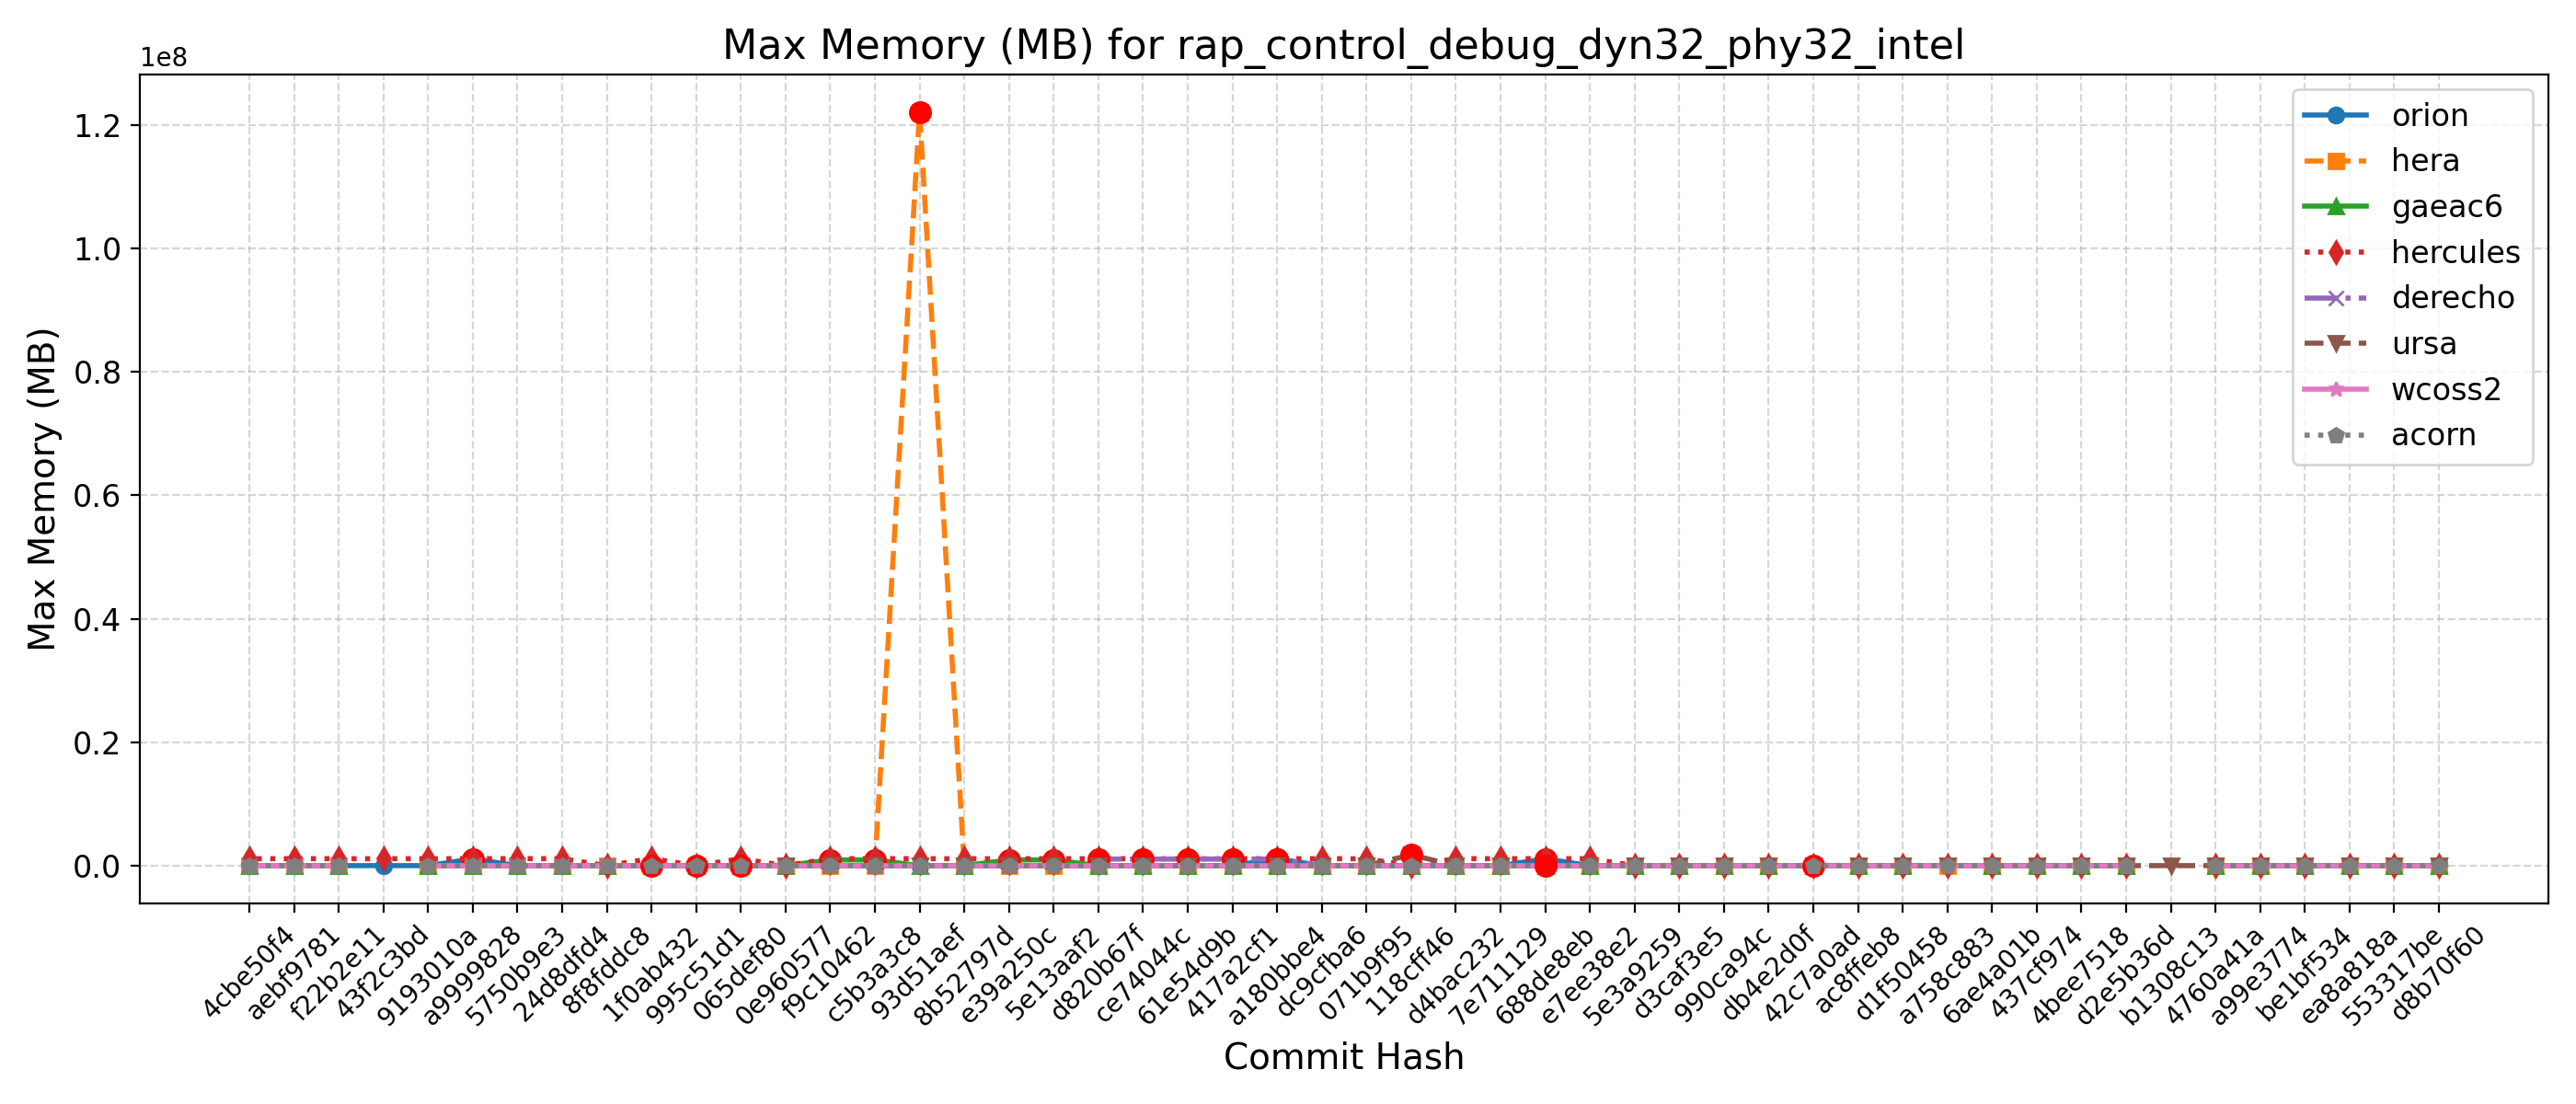 Max Memory (MB) for rap_control_debug_dyn32_phy32_intel
1e8
1.2
1.0
0.8
0.6
0.4
0.2
0.0
Max Memory (MB)
orion
hera
gaeac6
hercules
derecho
ursa
wcoss2
acorn
4cbe50f4
aebf9781
f22b2e11
43f2c3bd
9193010a
a9999828
5750b9e3
24d8dfd4
8f8fddc8
1f0ab432
995c51d1
065def80
0e960577
f9c10462
c5b3a3c8
93d51aef
8b52797d
e39a250c
5e13aaf2
d820b67f
ce74044c
61e54d9b
417a2cf1
a180bbe4
dc9cfba6
071b9f95
118cff46
d4bac232
7e711129
688de8eb
e7ee38e2
5e3a9259
d3caf3e5
990ca94c
db4e2d0f
42c7a0ad
ac8ffeb8
d1f50458
a758c883
6ae4a01b
437cf974
4bee7518
d2e5b36d
b1308c13
4760a41a
a99e3774
be1bf534
ea8a818a
553317be
d8b70f60
Commit Hash